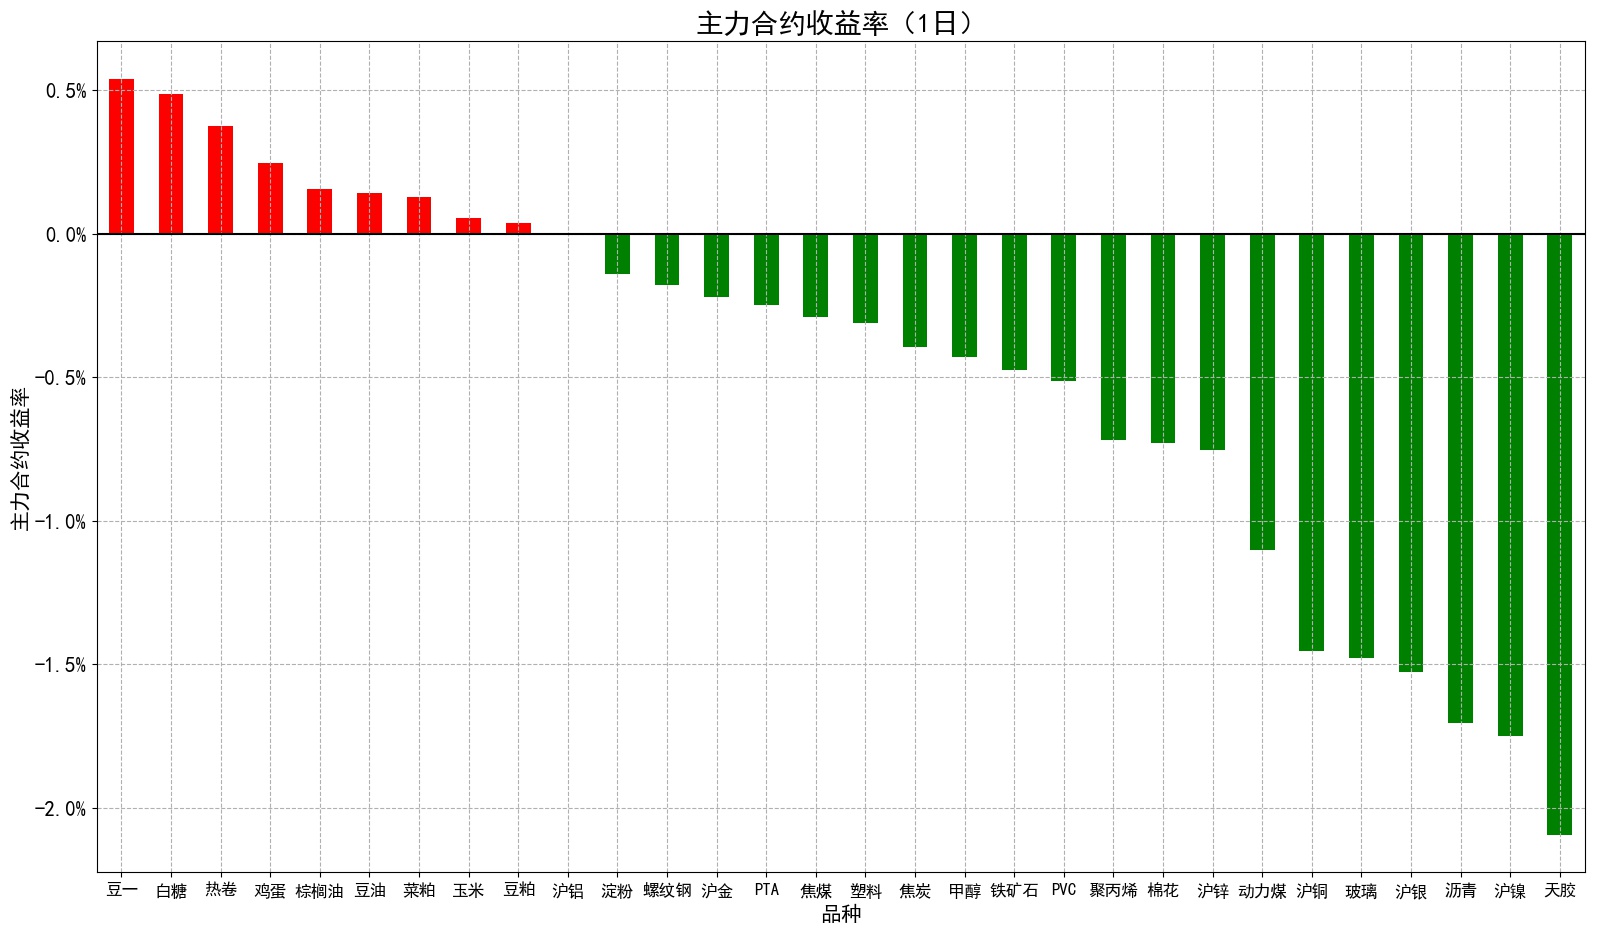 主力合约收益率（1日）
主力合约收益率
0.5%
0.0%
−0.5%
−1.0%
−1.5%
−2.0%
豆一 白糖 热卷 鸡蛋 棕榈油 豆油 菜粕 玉米 豆粕 沪铝 淀粉 螺纹钢 沪金 PTA 焦煤 塑料 焦炭 甲醇 铁矿石 PVC 聚丙烯 棉花 沪锌 动力煤 沪铜 玻璃 沪银 沥青 沪镍 天胶
品种